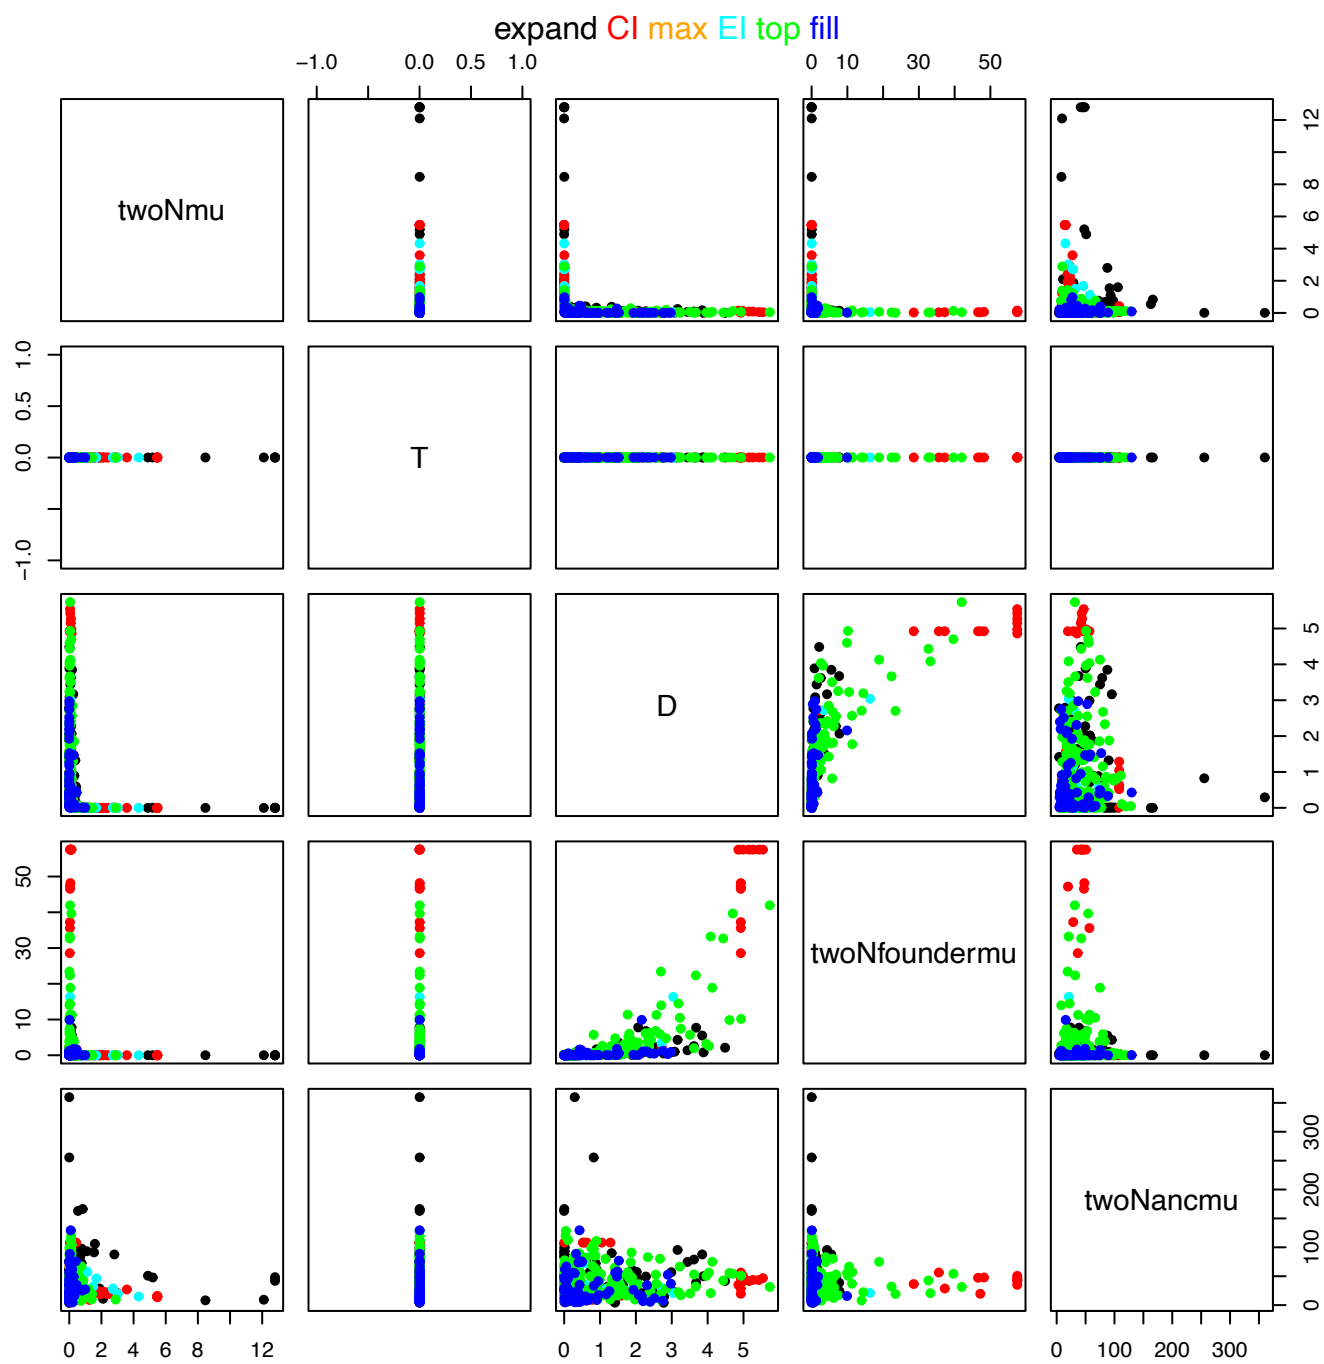 expand CI max EI top fill
−1.0 0.0 0.5 1.0 0 10 30 50
twoNmu
0 2 4 6 8 12
−1.0 0.0 0.5 1.0
T
D
0 1 2 3 4 5
0 10 30 50
twoNfoundermu
twoNancmu
0 100 200 300
0 2 4 6 8 12 0 1 2 3 4 5 0 100 200 300